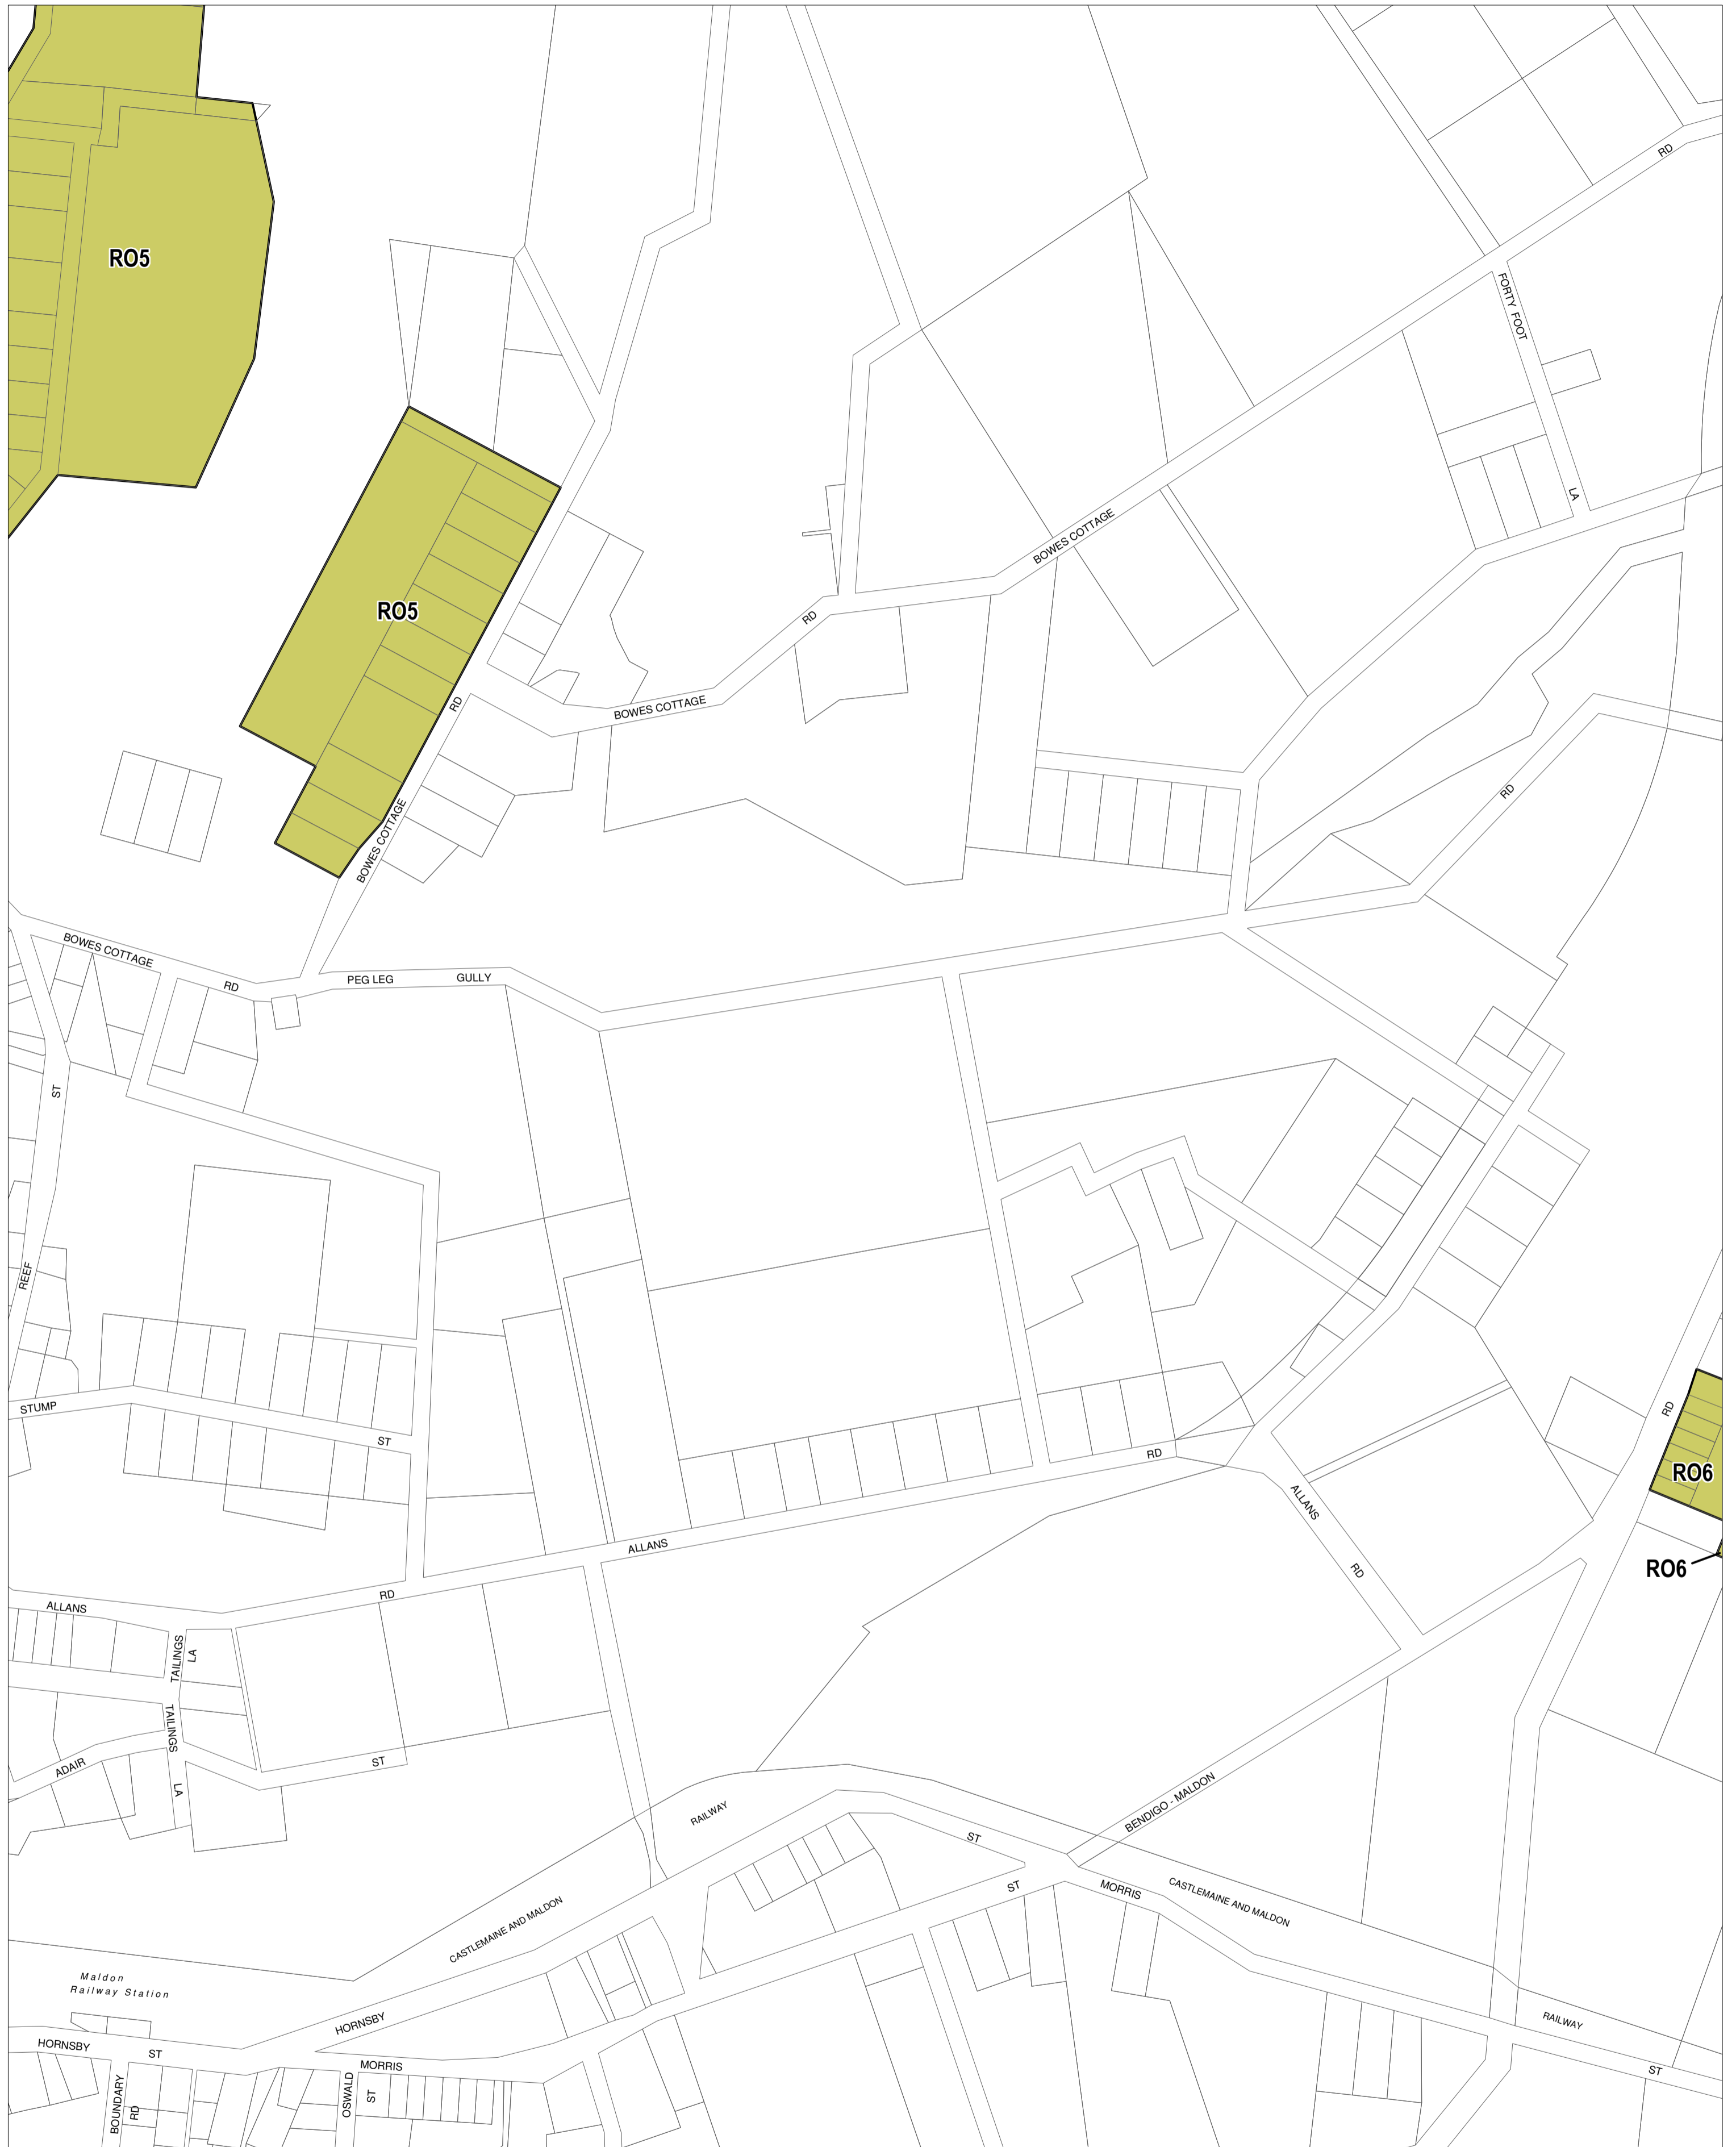 RD
RO5
FORTY FOOT
LA
BOWES COTTAGE
RO5
RD
RD
BOWES COTTAGE
RD
BOWES COTTAGE
BOWES COTTAGE
RD
PEG LEG
GULLY
ST
REEF
STUMP
ST
RD
RD
RO6
ALLANS
RD
RO6
ALLANS
RD
ALLANS
TAILINGS
LA
TAILINGS
LA
ADAIR
ST
RAILWAY
BENDIGO - MALDON
ST
ST
MORRIS
CASTLEMAINE AND MALDON
CASTLEMAINE AND MALDON
Maldon
Railway Station
HORNSBY
RAILWAY
HORNSBY
ST
MORRIS
ST
BOUNDARY
RD
OSWALD
ST